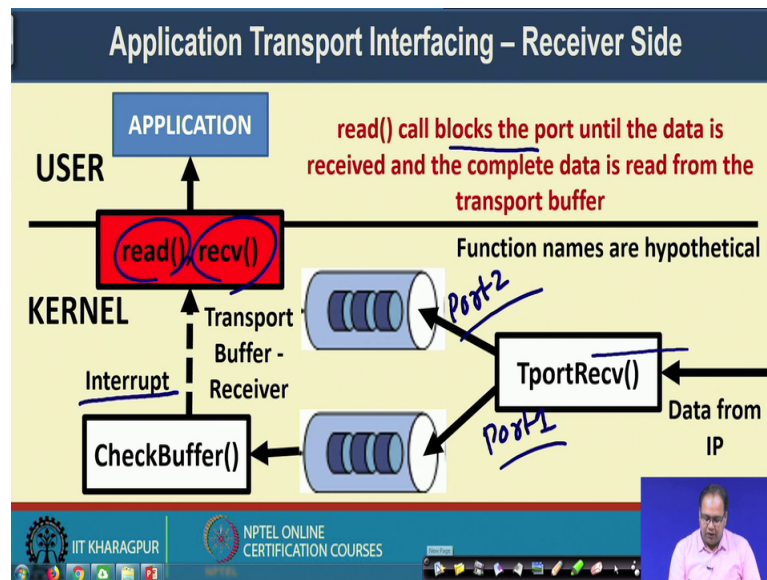 Application Transport Interfacing – Receiver Side
APPLICATION
USER
read() call blocks the port until the data is
received and the complete data is read from the
transport buffer
read(), recv()
Function names are hypothetical
KERNEL
Transport
Buffer -
Receiver
Port2
TportRecv()
Interrupt
Port1
Data from
IP
CheckBuffer()
IIT KHARAGPUR
NPTEL ONLINE
CERTIFICATION COURSES
New Page